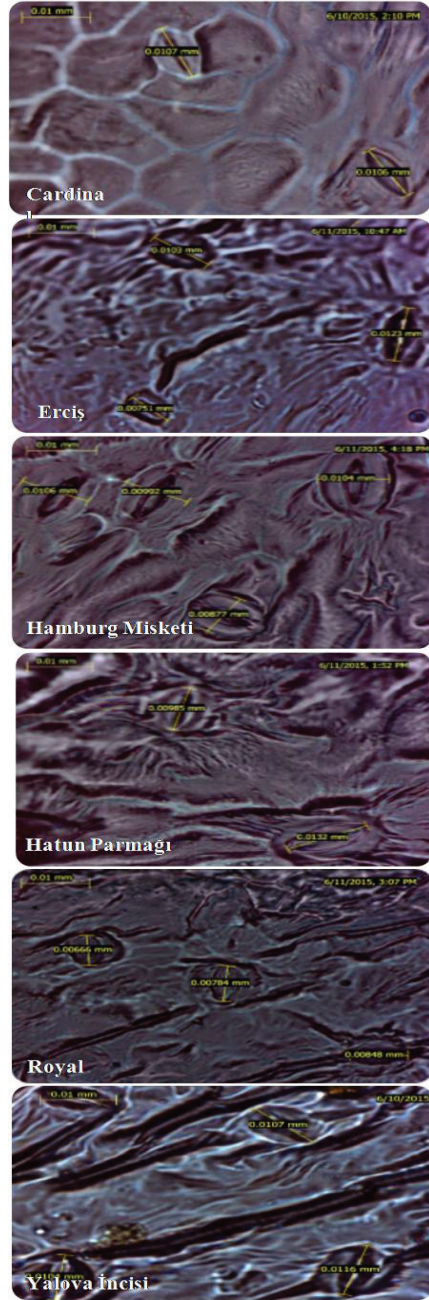 0.01 mm
6/10/2015, 2:10 PM
0.0107 mm
0.0106 mm
Cardina
l
0.01 mm
6/11/2015, 10:47 AM
0.0103 mm
0.0123 mm
0.00751 mm
Erciş
0.01 mm
6/11/2015, 4:18 PM
0.0106 mm
0.00992 mm
0.0104 mm
0.00877 mm
Hamburg Misketi
0.01 mm
6/11/2015, 1:52 PM
0.00985 mm
0.0132 mm
Hatun Parmağı
0.01 mm
6/11/2015, 3:07 PM
0.00666 mm
0.00784 mm
0.00848 mm
Royal
0.01 mm
6/10/2015
0.0107 mm
0.0116 mm
Yalova İncisi